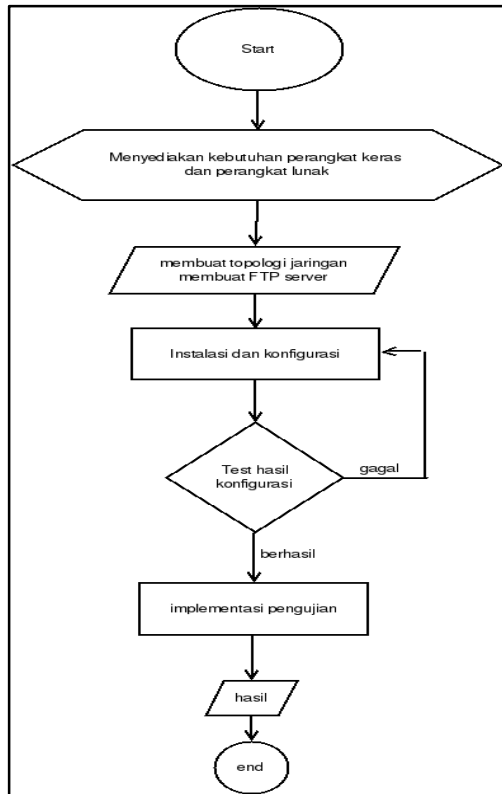 Start
Menyediakan kebutuhan perangkat keras
dan perangkat lunak
membuat topologi jaringan
membuat FTP server
Instalasi dan konfigurasi
Test hasil
konfigurasi
gagal
berhasil
implementasi pengujian
hasil
end